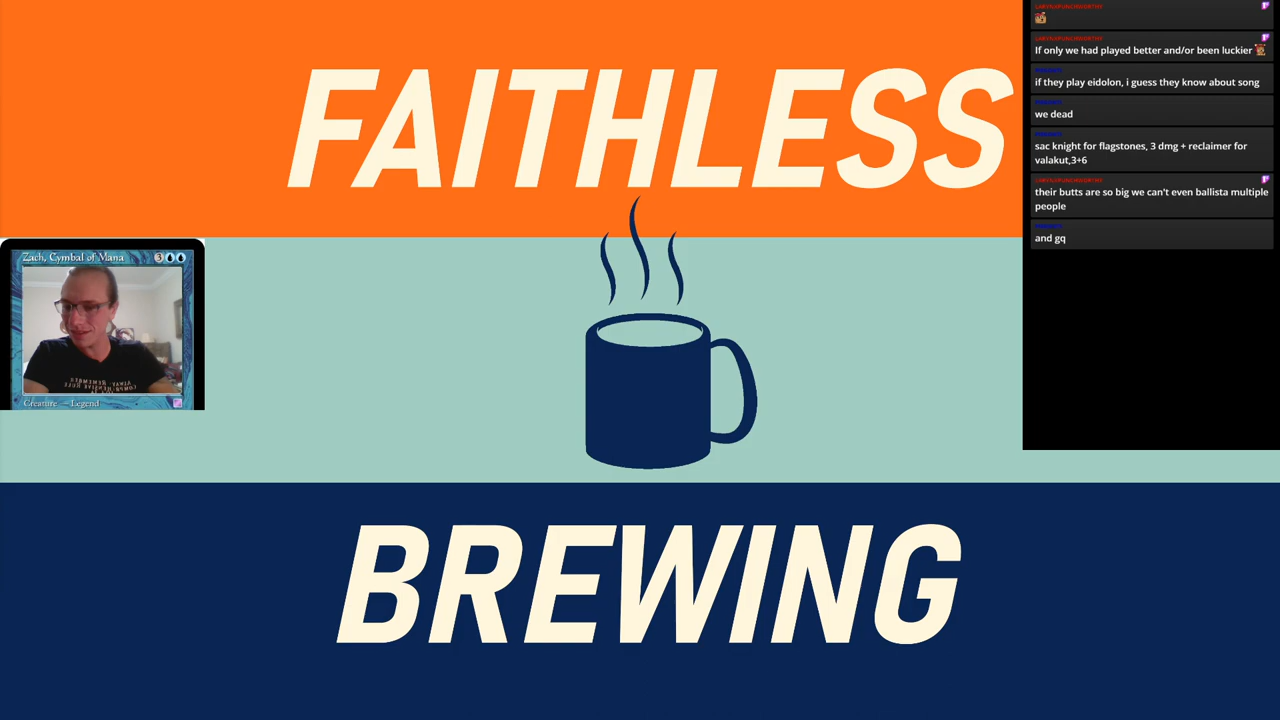 FAITHLESS
If only we had played better and/or been luckier
if they play eidolon, i guess they know about song
we dead
sac knight for flagstones, 3 dmg + reclaimer for
valakut,3+6
their butts are so big we can't even ballista multiple
people
and gq
Zach, Cymbal of Mana 3
Creature — Legend
BREWING